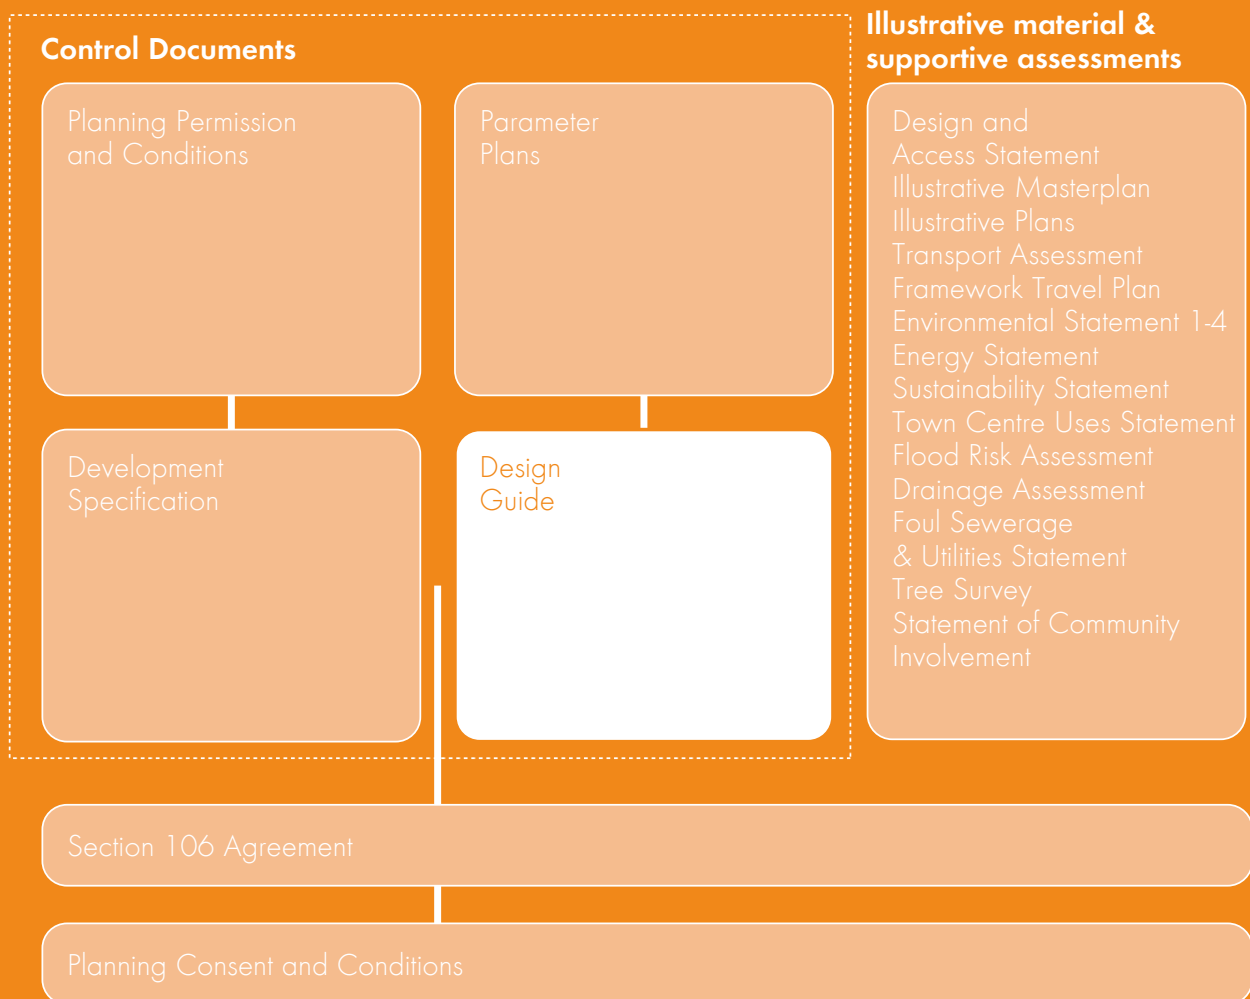 Control Documents
Planning Permission
and Conditions
Parameter
Plans
Development
Specification
Design
Guide
Illustrative material &
supportive assessments
Design and
Access Statement
Illustrative Masterplan
Illustrative Plans
Transport Assessment
Framework Travel Plan
Environmental Statement 1-4
Energy Statement
Sustainability Statement
Town Centre Uses Statement
Flood Risk Assessment
Drainage Assessment
Foul Sewerage
& Utilities Statement
Tree Survey
Statement of Community
Involvement
Section 106 Agreement
Planning Consent and Conditions